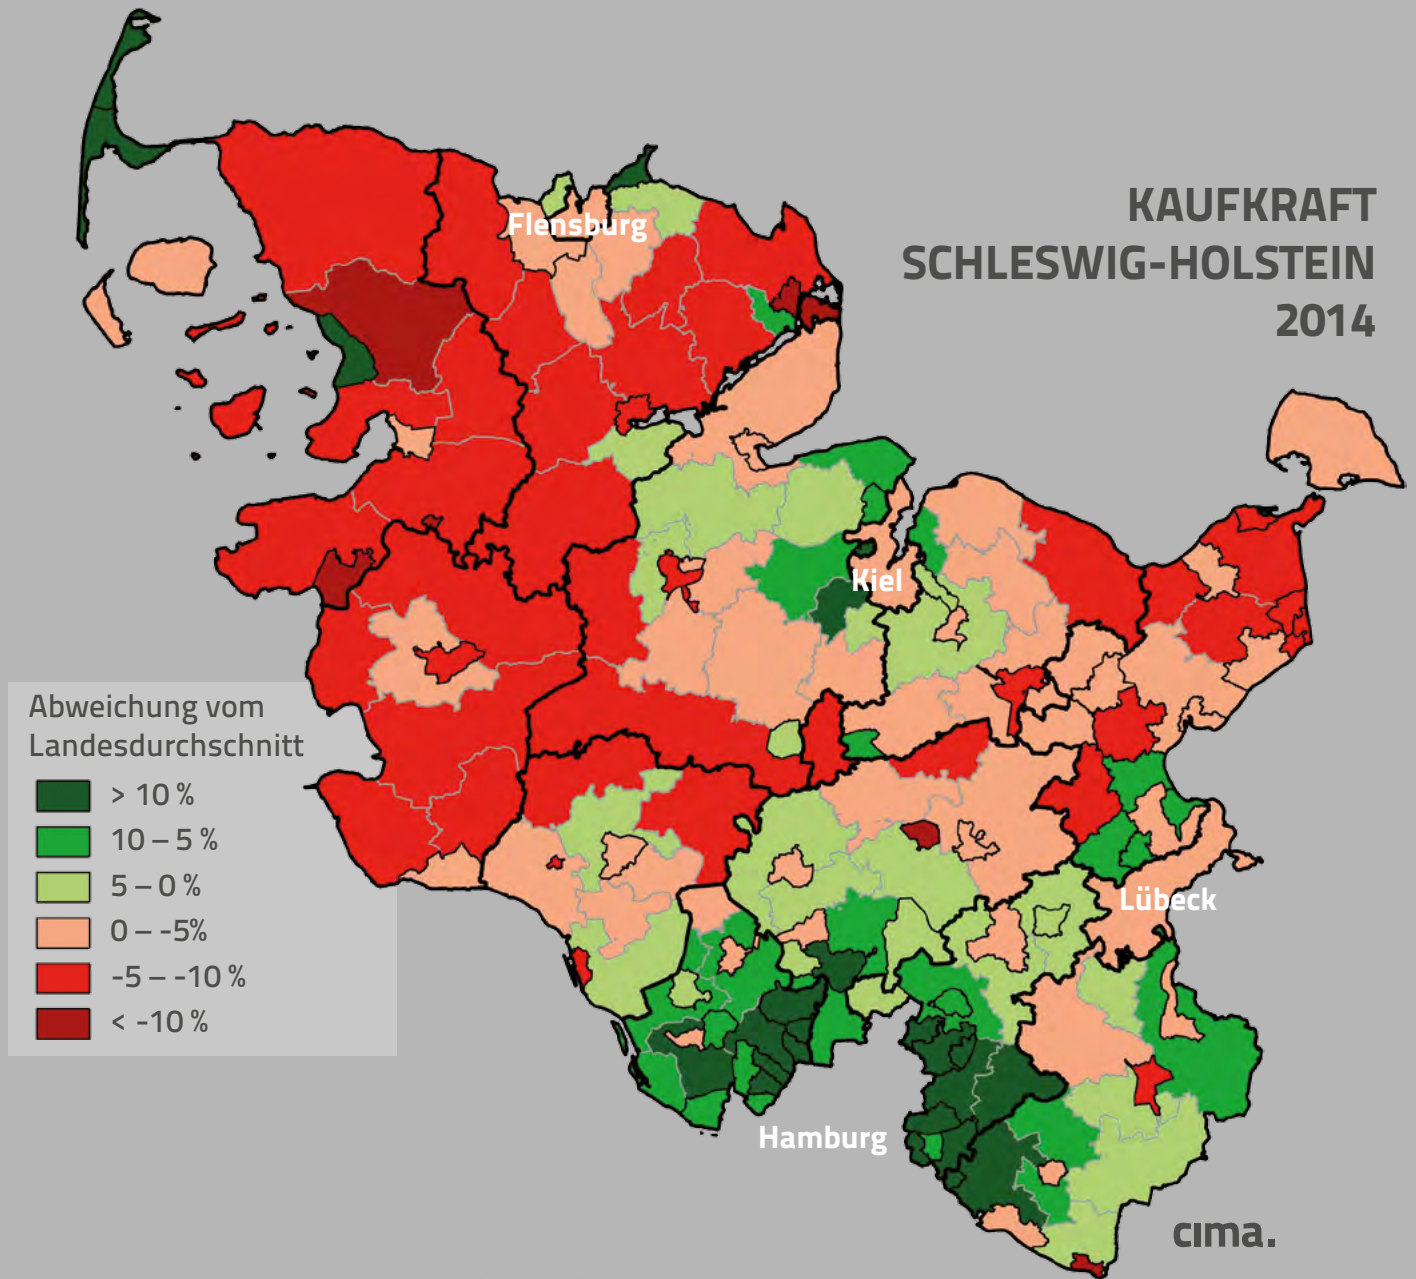 KAUFKRAFT
SCHLESWIG-HOLSTEIN
2014
Flensburg
Kiel
Lübeck
Hamburg
Abweichung vom
Landesdurchschnitt
> 10 %
10 – 5 %
5 – 0 %
0 – -5%
-5 – -10 %
< -10 %
cima.